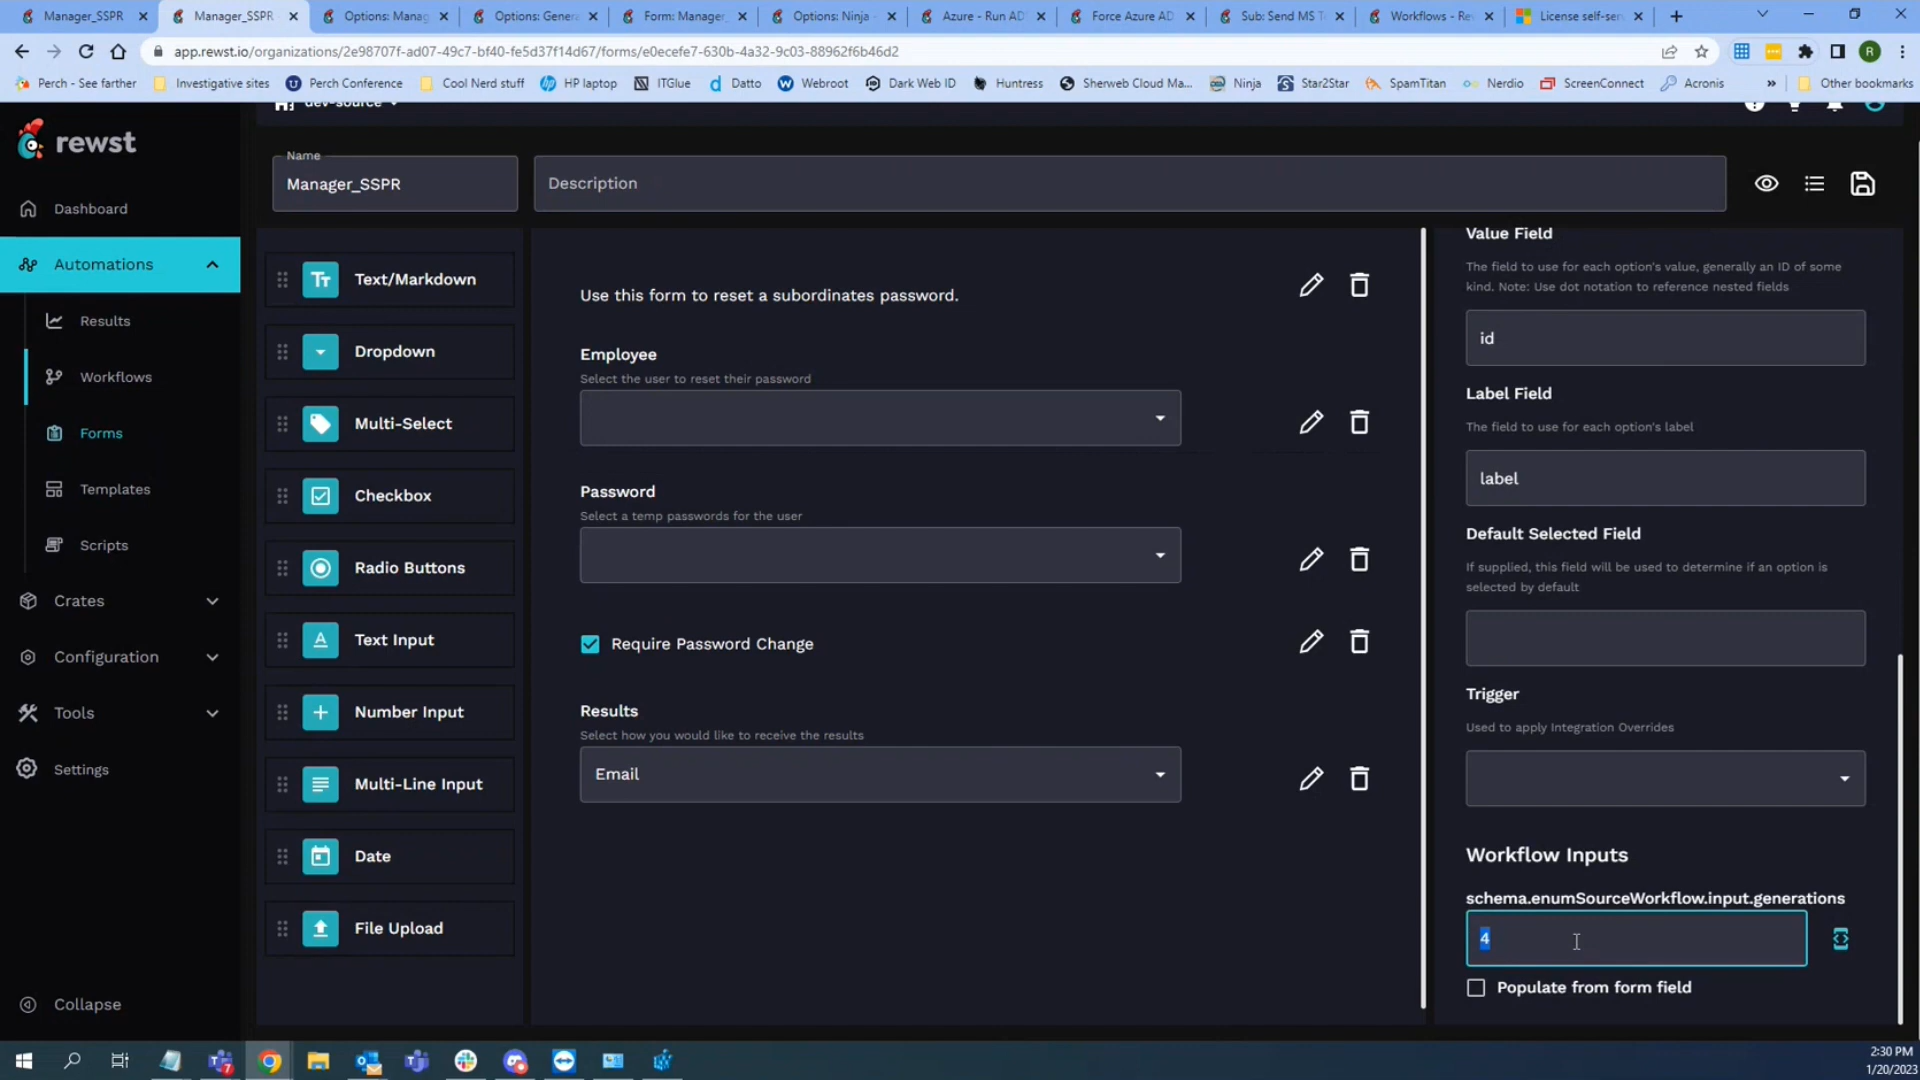 Manager_SSPR
Manager_SSPR
Options: Manag
Options: Gener
Form: Manager_
Options: Ninja -
Azure - Run AD
Force Azure AD
Sub: Send MS T
Workflows - Re
License self-ser
app.rewst.io/organizations/2e98707f-ad07-49c7-bf40-fe5d37f14d67/forms/e0ecefe7-630b-4a32-9c03-88962f6b46d2
R
Perch - See farther
Investigative sites
Perch Conference
Cool Nerd stuff
HP laptop
ITGlue
Datto
Webroot
Dark Web ID
Huntress
Sherweb Cloud Ma...
Ninja
Star2Star
SpamTitan
Nerdio
ScreenConnect
Acronis
»
Other bookmarks
dev-source
rewst
Dashboard
Automations
Results
Workflows
Forms
Templates
Scripts
Crates
Configuration
Tools
Settings
Collapse
Name
Manager_SSPR
Description
Text/Markdown
Dropdown
Multi-Select
Checkbox
Radio Buttons
Text Input
Number Input
Multi-Line Input
Date
File Upload
Use this form to reset a subordinates password.
Employee
Select the user to reset their password
Password
Select a temp passwords for the user
Require Password Change
Results
Select how you would like to receive the results
Email
Value Field
The field to use for each option's value, generally an ID of some
kind. Note: Use dot notation to reference nested fields
id
Label Field
The field to use for each option's label
label
Default Selected Field
If supplied, this field will be used to determine if an option is
selected by default
Trigger
Used to apply Integration Overrides
Workflow Inputs
schema.enumSourceWorkflow.input.generations
4
Populate from form field
7
2:30 PM
1/20/2023